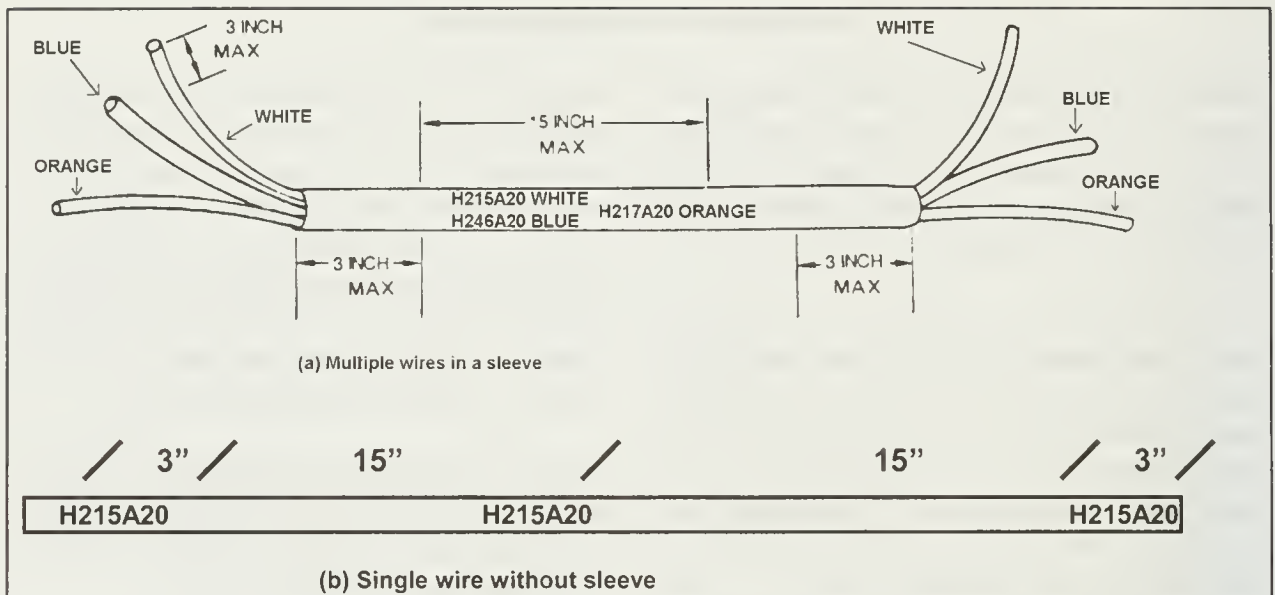 3 INCH
MAX
BLUE
WHITE
ORANGE
*5 INCH
MAX
WHITE
BLUE
ORANGE
H215A20 WHITE
H246A20 BLUE
H217A20 ORANGE
3 INCH
MAX
3 INCH
MAX
(a) Multiple wires in a sleeve
3” 15” 15” 3”
H215A20 H215A20 H215A20
(b) Single wire without sleeve